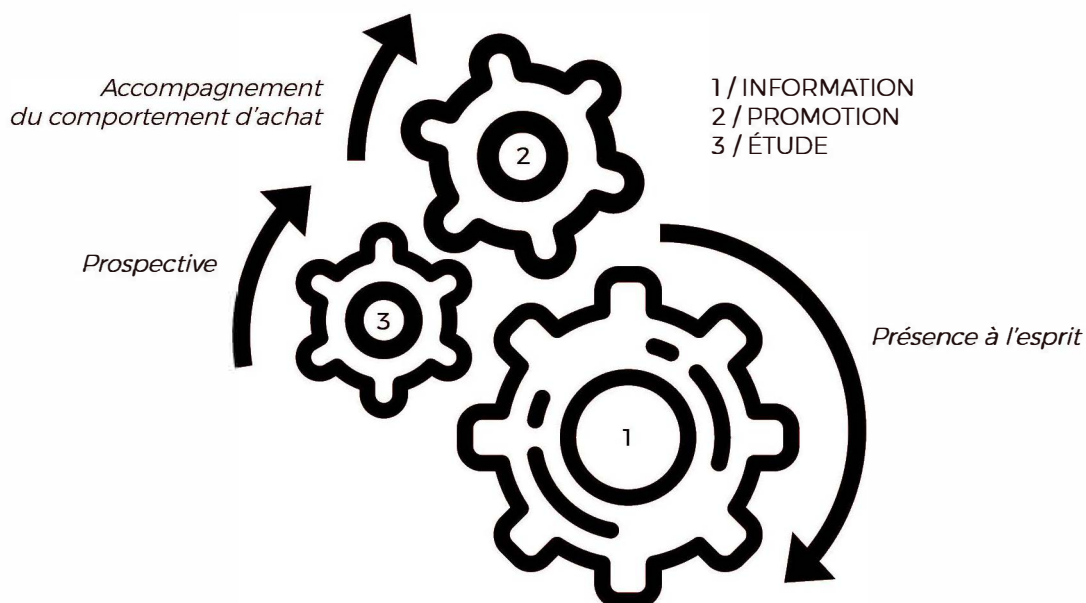 Accompagnement
du comportement d'achat
1 / INFORMATION
2 / PROMOTION
3 / ÉTUDE
2
Prospective
3
Présence à l'esprit
1